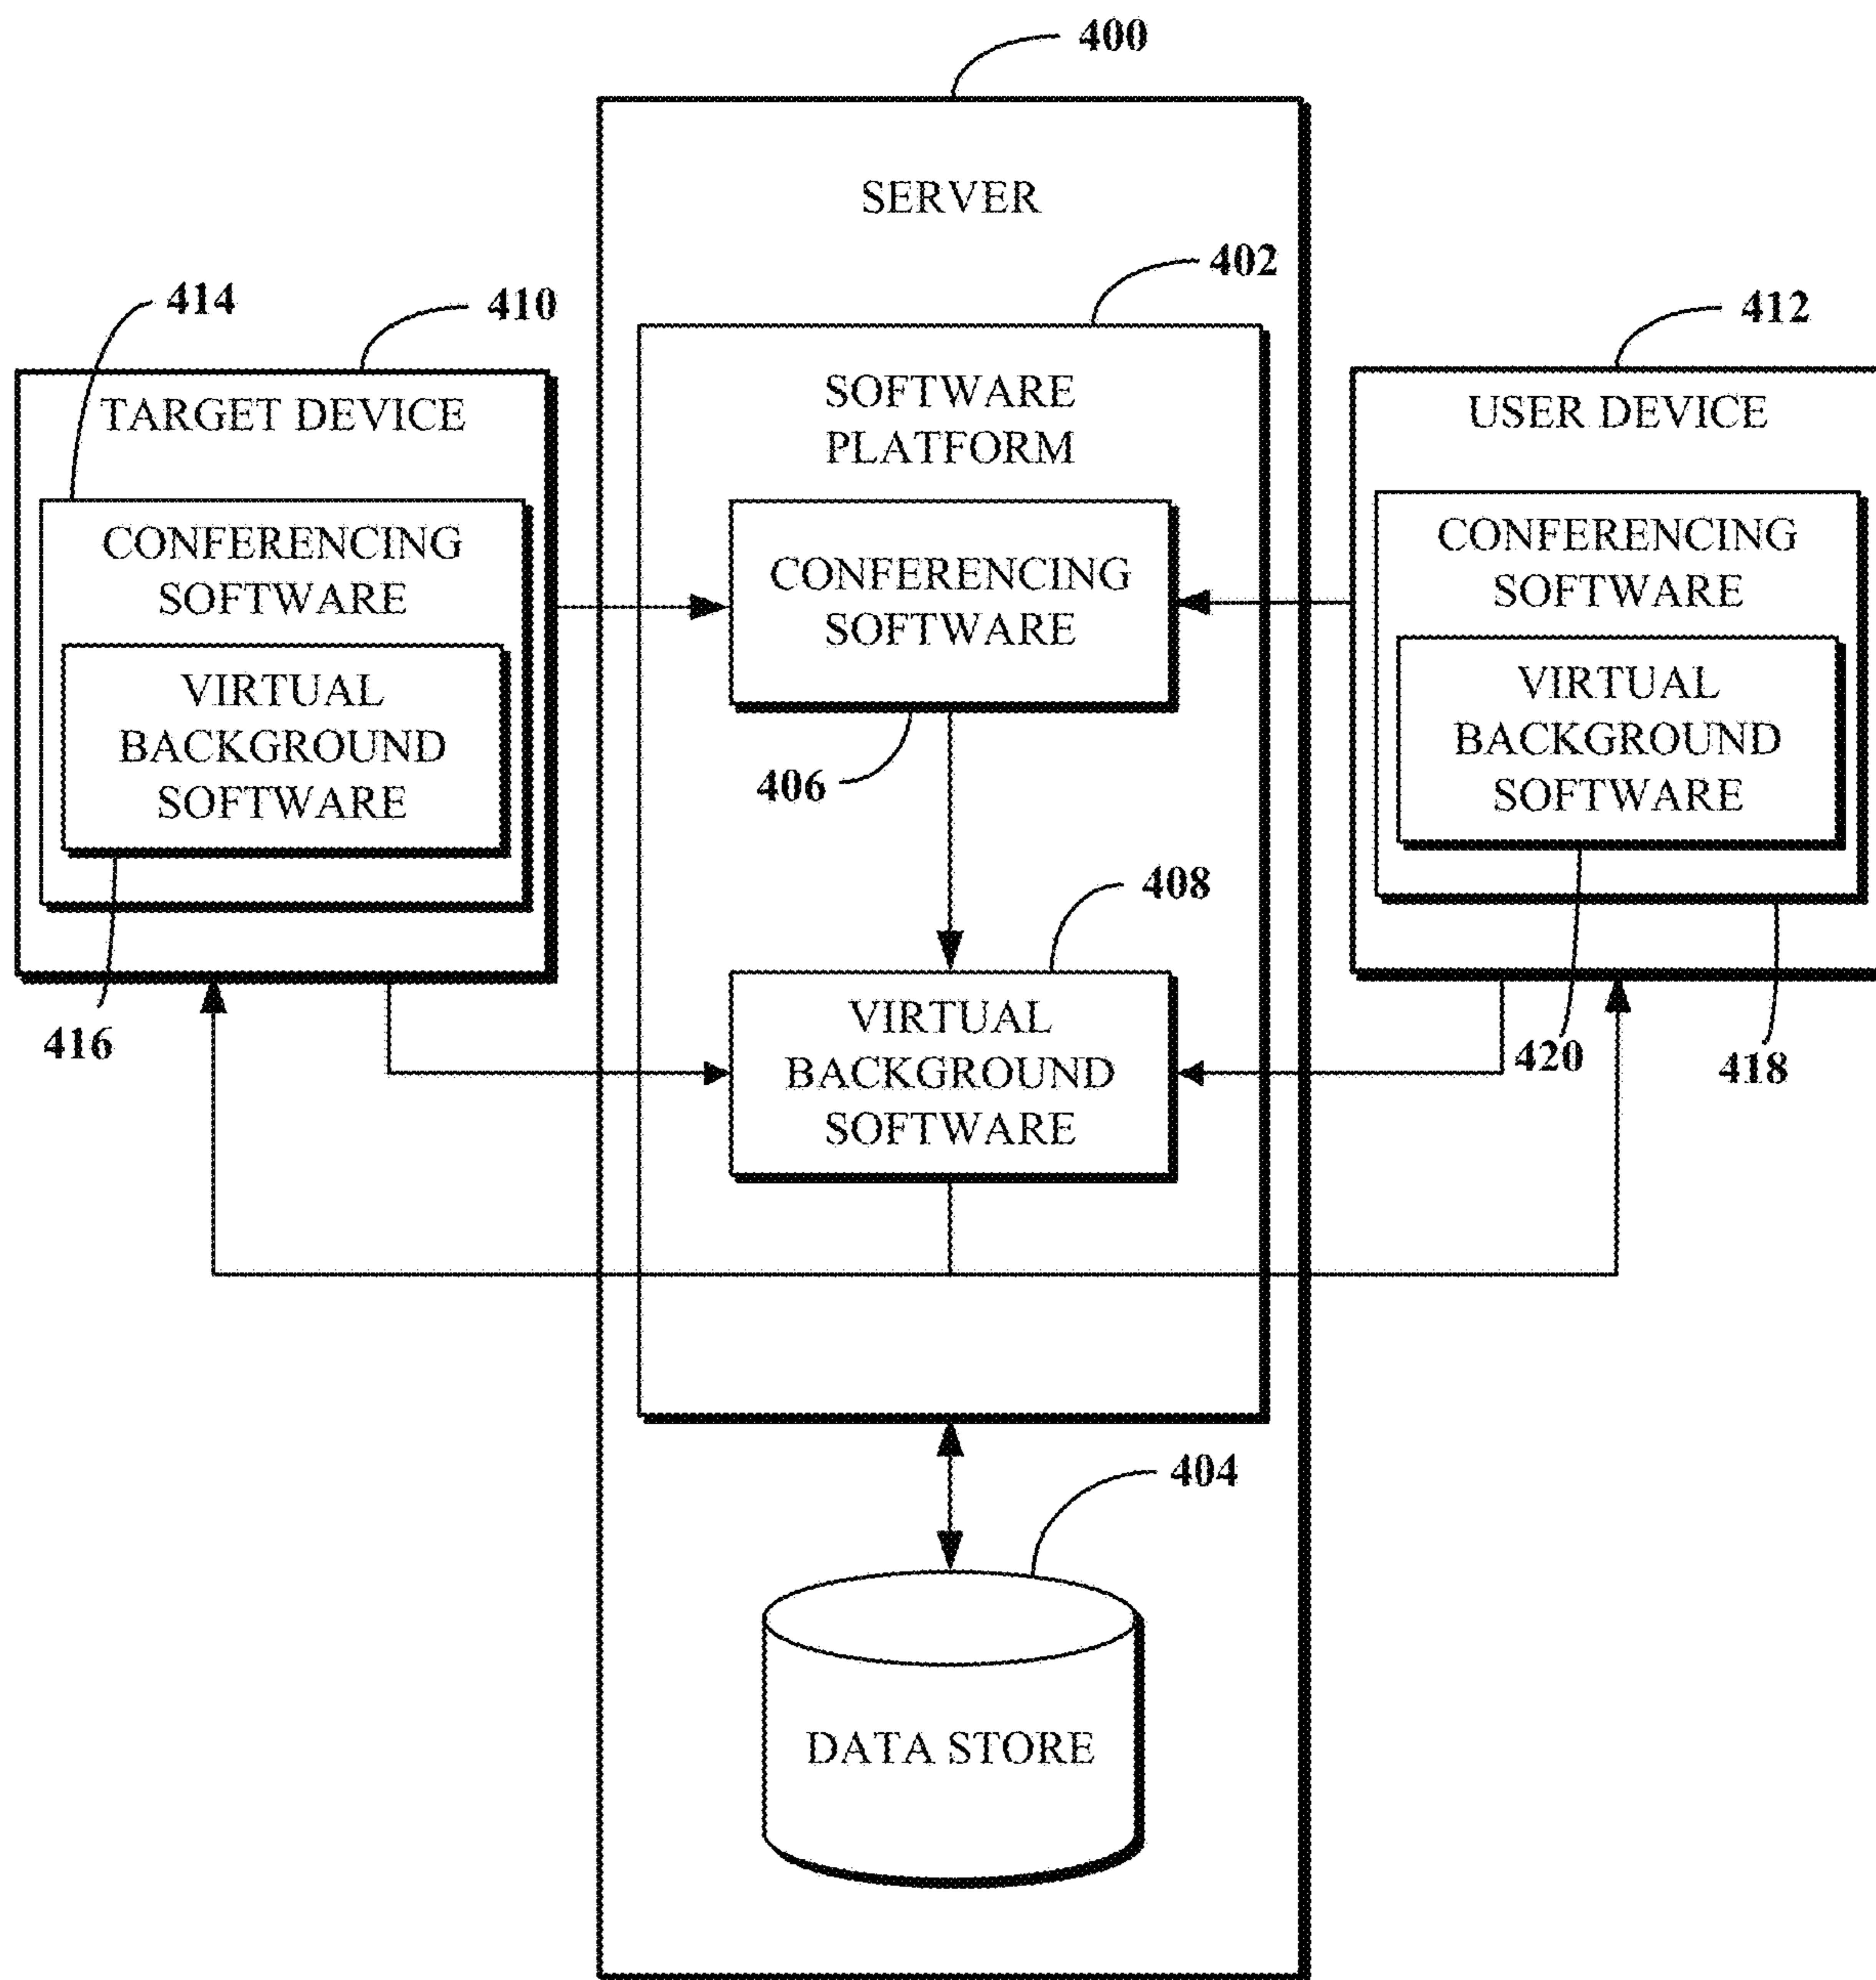 400
SERVER
402
414
410
412
TARGET DEVICE
CONFERENCING
SOFTWARE
VIRTUAL
BACKGROUND
SOFTWARE
416
SOFTWARE
PLATFORM
CONFERENCING
SOFTWARE
406
408
VIRTUAL
BACKGROUND
SOFTWARE
USER DEVICE
CONFERENCING
SOFTWARE
VIRTUAL
BACKGROUND
SOFTWARE
420
418
404
DATA STORE